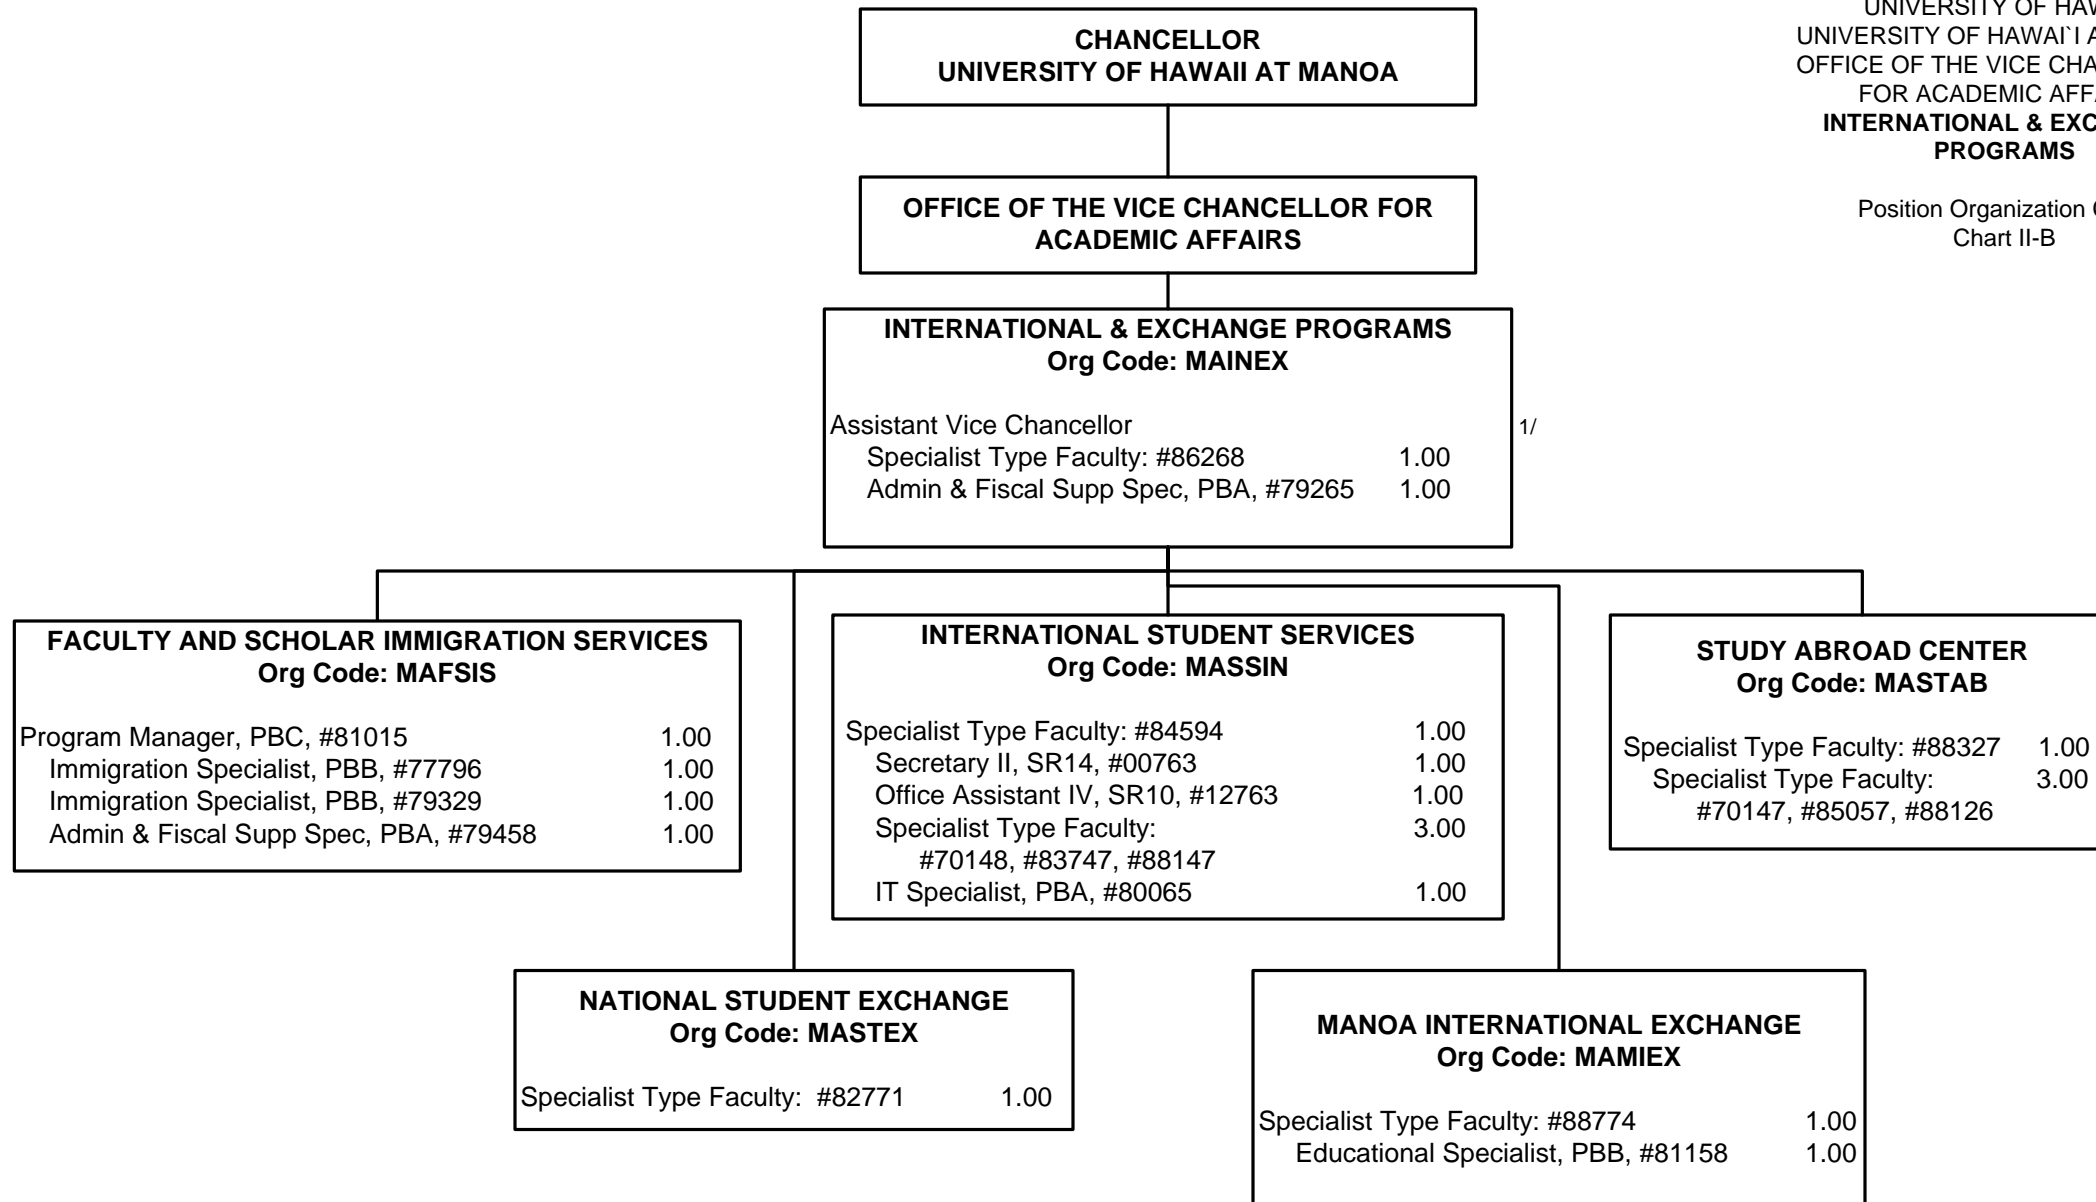 CHANCELLOR
UNIVERSITY OF HAWAII AT MANOA
UNIVERSITY OF
UNIVERSITY OF HAWAI`I
OFFICE OF THE VICE
FOR ACADEMIC
INTERNATIONAL &
PROGRAMS
Position Organization
Chart II-B
OFFICE OF THE VICE CHANCELLOR FOR
ACADEMIC AFFAIRS
INTERNATIONAL & EXCHANGE PROGRAMS
Org Code: MAINEX
Assistant Vice Chancellor 1/
Specialist Type Faculty: #86268 1.00
Admin & Fiscal Supp Spec, PBA, #79265 1.00
FACULTY AND SCHOLAR IMMIGRATION SERVICES
Org Code: MAFSIS
Program Manager, PBC, #81015 1.00
Immigration Specialist, PBB, #77796 1.00
Immigration Specialist, PBB, #79329 1.00
Admin & Fiscal Supp Spec, PBA, #79458 1.00
INTERNATIONAL STUDENT SERVICES
Org Code: MASSIN
Specialist Type Faculty: #84594 1.00
Secretary II, SR14, #00763 1.00
Office Assistant IV, SR10, #12763 1.00
Specialist Type Faculty: 3.00
#70148, #83747, #88147
IT Specialist, PBA, #80065 1.00
STUDY ABROAD CENTER
Org Code: MASTAB
Specialist Type Faculty: #88327 1.00
Specialist Type Faculty: 3.00
#70147, #85057, #88126
NATIONAL STUDENT EXCHANGE
Org Code: MASTEX
Specialist Type Faculty: #82771 1.00
MANOA INTERNATIONAL EXCHANGE
Org Code: MAMIEX
Specialist Type Faculty: #88774 1.00
Educational Specialist, PBB, #81158 1.00